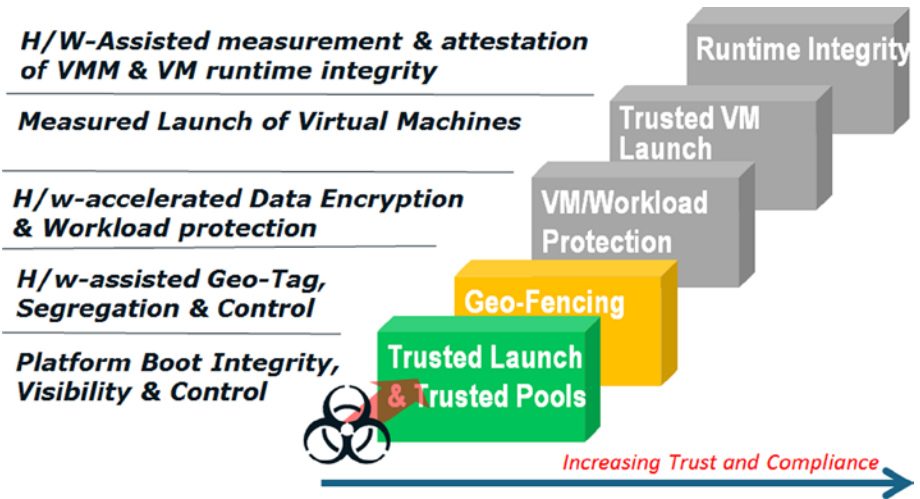 H/W-Assisted measurement & attestation
of VMM & VM runtime integrity
Runtime Integrity
Measured Launch of Virtual Machines
Trusted VM
Launch
H/w-accelerated Data Encryption
& Workload protection
VM/Workload
Protection
H/w-assisted Geo-Tag,
Segregation & Control
Geo-Fencing
Platform Boot Integrity,
Visibility & Control
Trusted Launch
& Trusted Pools
Increasing Trust and Compliance